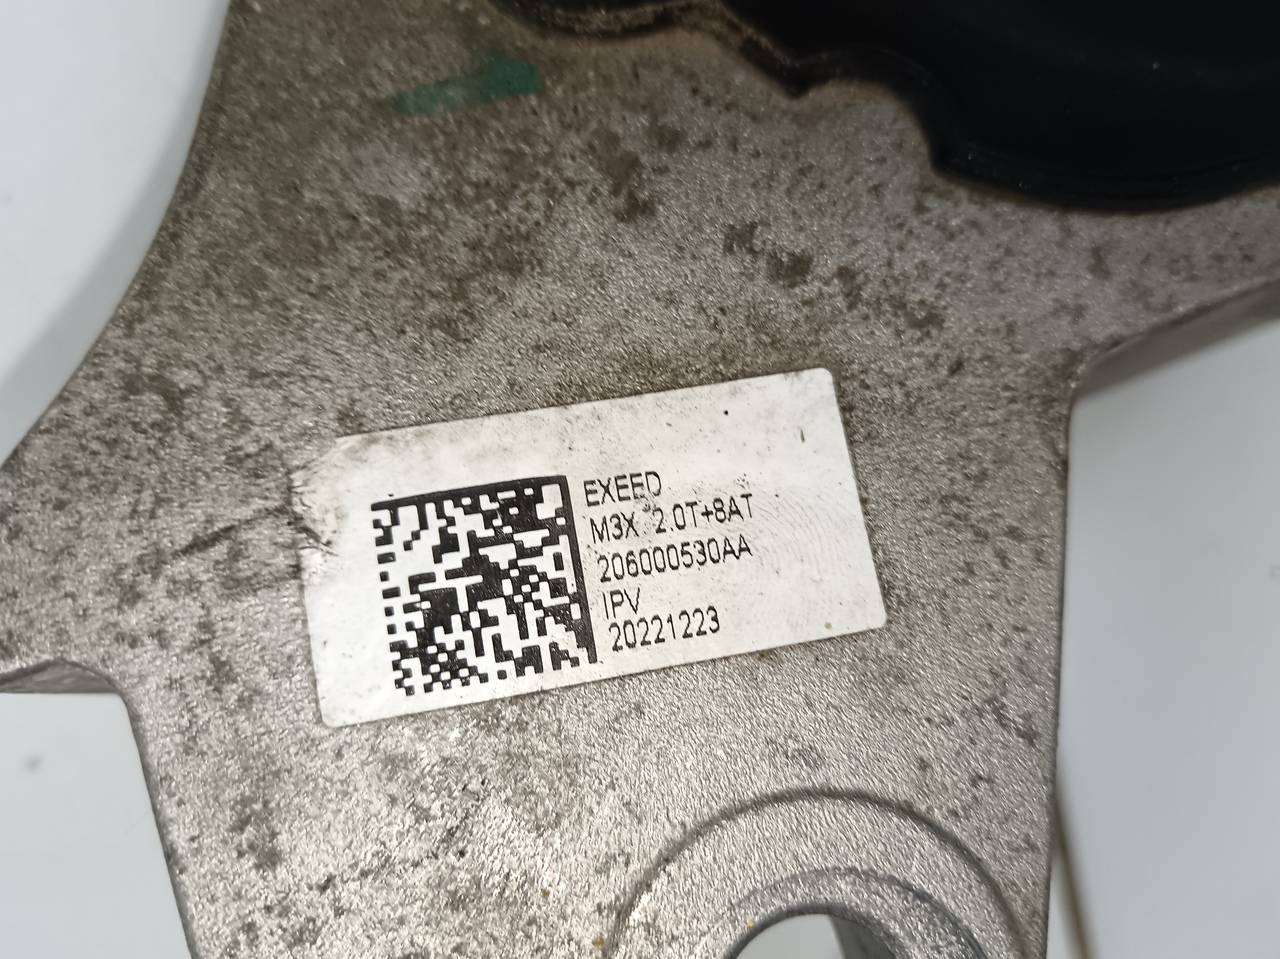 EXEED
M3X 2.0T+8AT
206000530AA
IPV
20221223